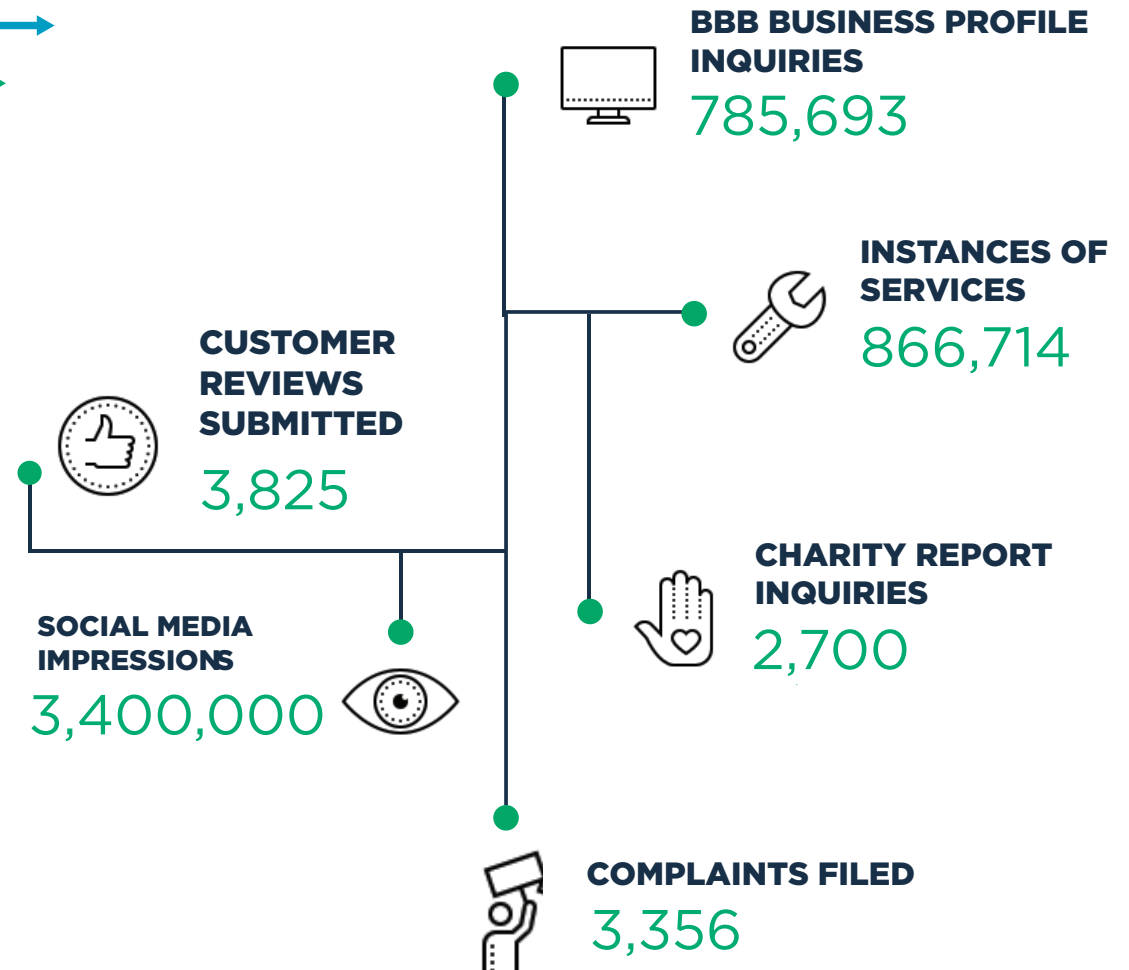 BBB BUSINESS PROFILE
INQUIRIES
785,693
INSTANCES OF
SERVICES
866,714
CUSTOMER
REVIEWS
SUBMITTED
3,825
CHARITY REPORT
INQUIRIES
2,700
SOCIAL MEDIA
IMPRESSIONS
3,400,000
COMPLAINTS FILED
3,356